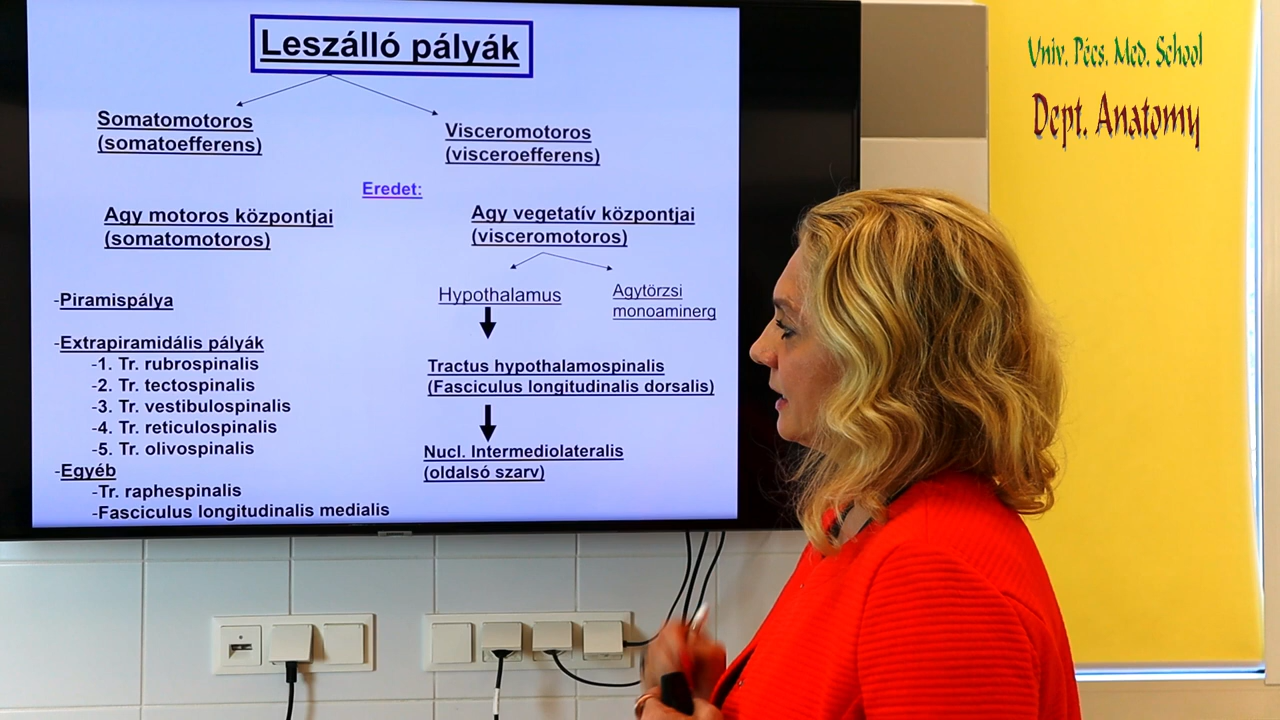 Leszálló pályák
Somatomotoros
(somatoefferens)
Visceromotoros
(visceroefferens)
Eredet:
Agy motoros központjai
(somatomotoros)
Agy vegetatív központjai
(visceromotoros)
-Piramispálya
-Extrapiramidális pályák
-1. Tr. rubrospinalis
-2. Tr. tectospinalis
-3. Tr. vestibulospinalis
-4. Tr. reticulospinalis
-5. Tr. olivospinalis
-Egyéb
-Tr. raphespinalis
-Fasciculus longitudinalis medialis
Hypothalamus
Agytörzsi
monoaminerg
Tractus hypothalamospinalis
(Fasciculus longitudinalis dorsalis)
Nucl. Intermediolateralis
(oldalsó szarv)
Univ. Pécs. Med. School
Dept. Anatomy